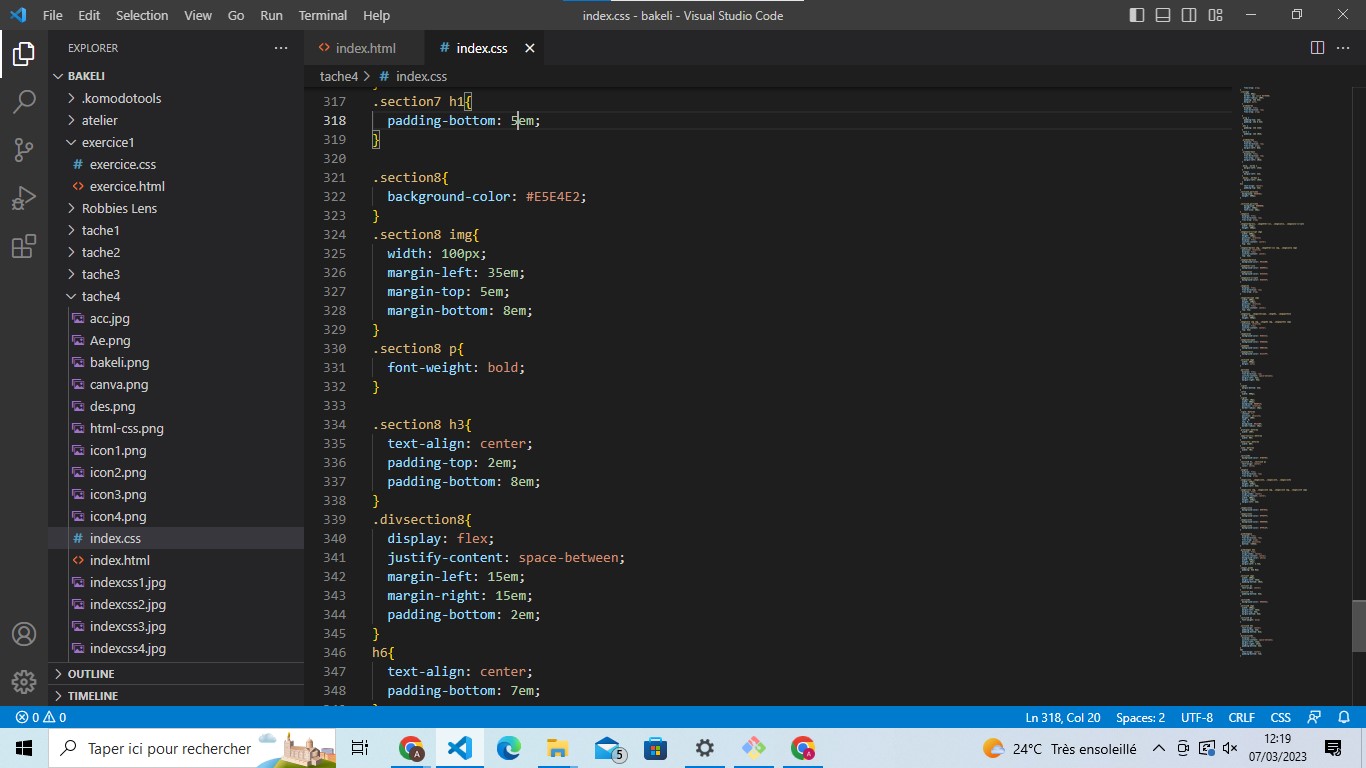 File Edit Selection View Go Run Terminal Help
index.css - bakeli - Visual Studio Code
EXPLORER
BAKELI
.komodotools
atelier
exercice1
# exercice.css
<> exercice.html
Robbies Lens
tache1
tache2
tache3
tache4
acc.jpg
Ae.png
bakeli.png
canva.png
des.png
html-css.png
icon1.png
icon2.png
icon3.png
icon4.png
# index.css
<> index.html
indexcss1.jpg
indexcss2.jpg
indexcss3.jpg
indexcss4.jpg
OUTLINE
TIMELINE
<> index.html # index.css
tache4 > # index.css
317 .section7 h1{
318 padding-bottom: 5em;
319 }
320
321 .section8{
322 background-color: #E5E4E2;
323 }
324 .section8 img{
325 width: 100px;
326 margin-left: 35em;
327 margin-top: 5em;
328 margin-bottom: 8em;
329 }
330 .section8 p{
331 font-weight: bold;
332 }
333
334 .section8 h3{
335 text-align: center;
336 padding-top: 2em;
337 padding-bottom: 8em;
338 }
339 .divsection8{
340 display: flex;
341 justify-content: space-between;
342 margin-left: 15em;
343 margin-right: 15em;
344 padding-bottom: 2em;
345 }
346 h6{
347 text-align: center;
348 padding-bottom: 7em;
0 0
Ln 318, Col 20 Spaces: 2 UTF-8 CRLF CSS
Taper ici pour rechercher
A
5
A
24°C Très ensoleillé
12:19
07/03/2023